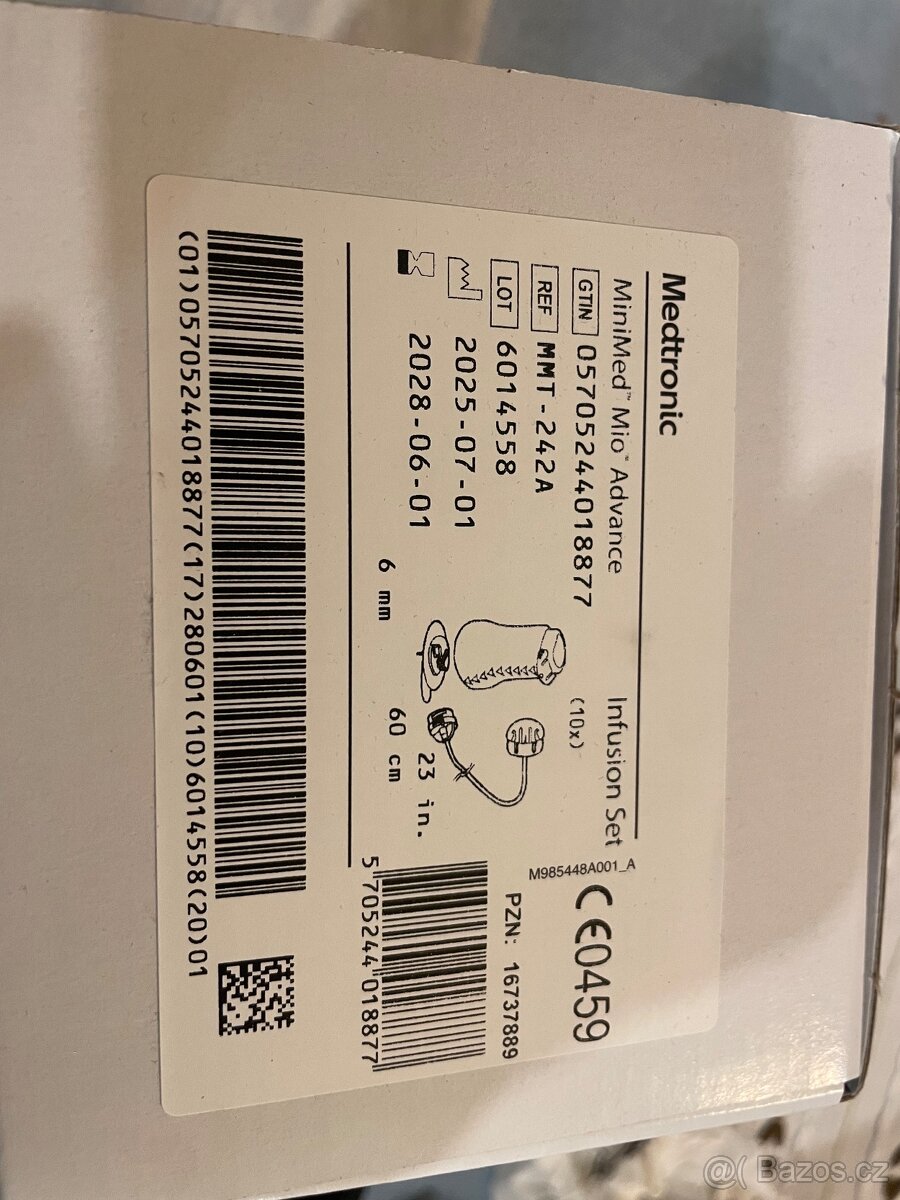 Medtronic
MiniMed™ Mio™ Advance Infusion Set
GTIN 05705244018877 (10x)
REF MMT-242A
LOT 6014558
2025-07-01
2028-06-01
6 mm
23 in.
60 cm
M985448A001_A
CE0459
PZN: 16737889
5 705244 018877
(01)05705244018877(17)280601(10)6014558(20)01
@( Bazos.cz